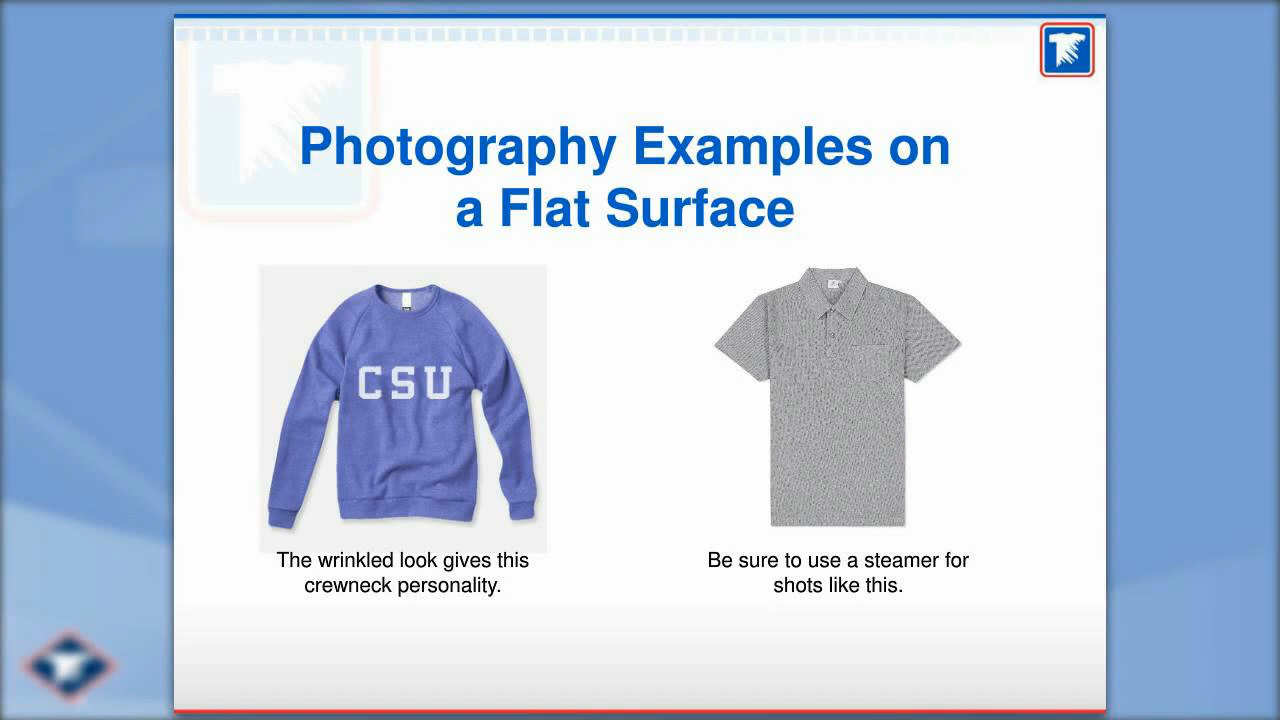 Photography Examples on
a Flat Surface
CSU
The wrinkled look gives this
crewneck personality.
Be sure to use a steamer for
shots like this.